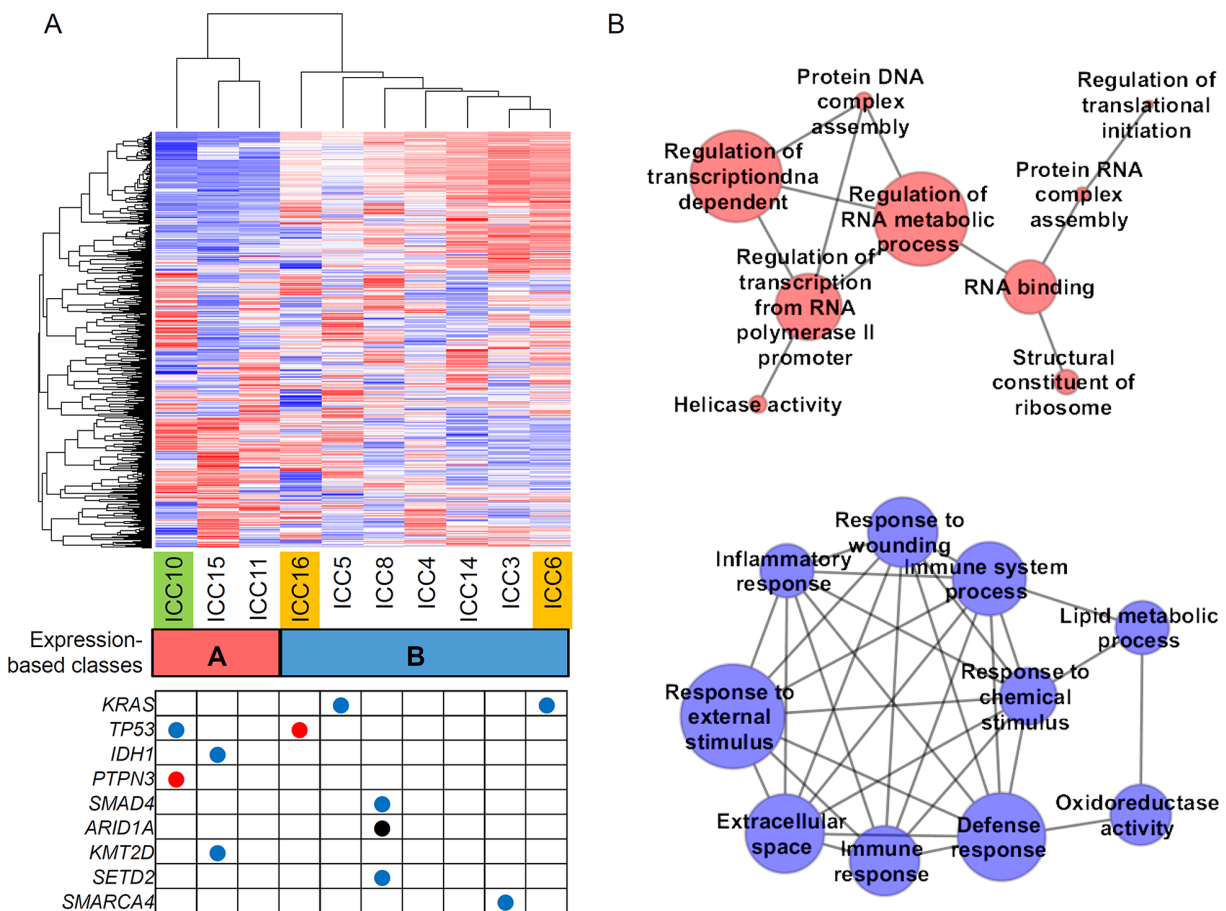 A
B
Protein DNA
complex
assembly
Regulation of
translational
initiation
Regulation of
transcriptiondna
dependent
Protein RNA
complex
assembly
Regulation of
RNA metabolic
process
Regulation of
transcription
from RNA
polymerase II
promoter
RNA binding
Structural
constituent of
ribosome
Helicase activity
Response to
wounding
Inflammatory
response
Immune system
process
Lipid metabolic
process
Response to
chemical
stimulus
Response to
external
stimulus
Extracellular
space
Immune
response
Defense
response
Oxidoreductase
activity
ICC10
ICC15
ICC11
ICC16
ICC5
ICC8
ICC4
ICC14
ICC3
ICC6
Expression-
based classes
A
B
KRAS
TP53
IDH1
PTPN3
SMAD4
ARID1A
KMT2D
SETD2
SMARCA4